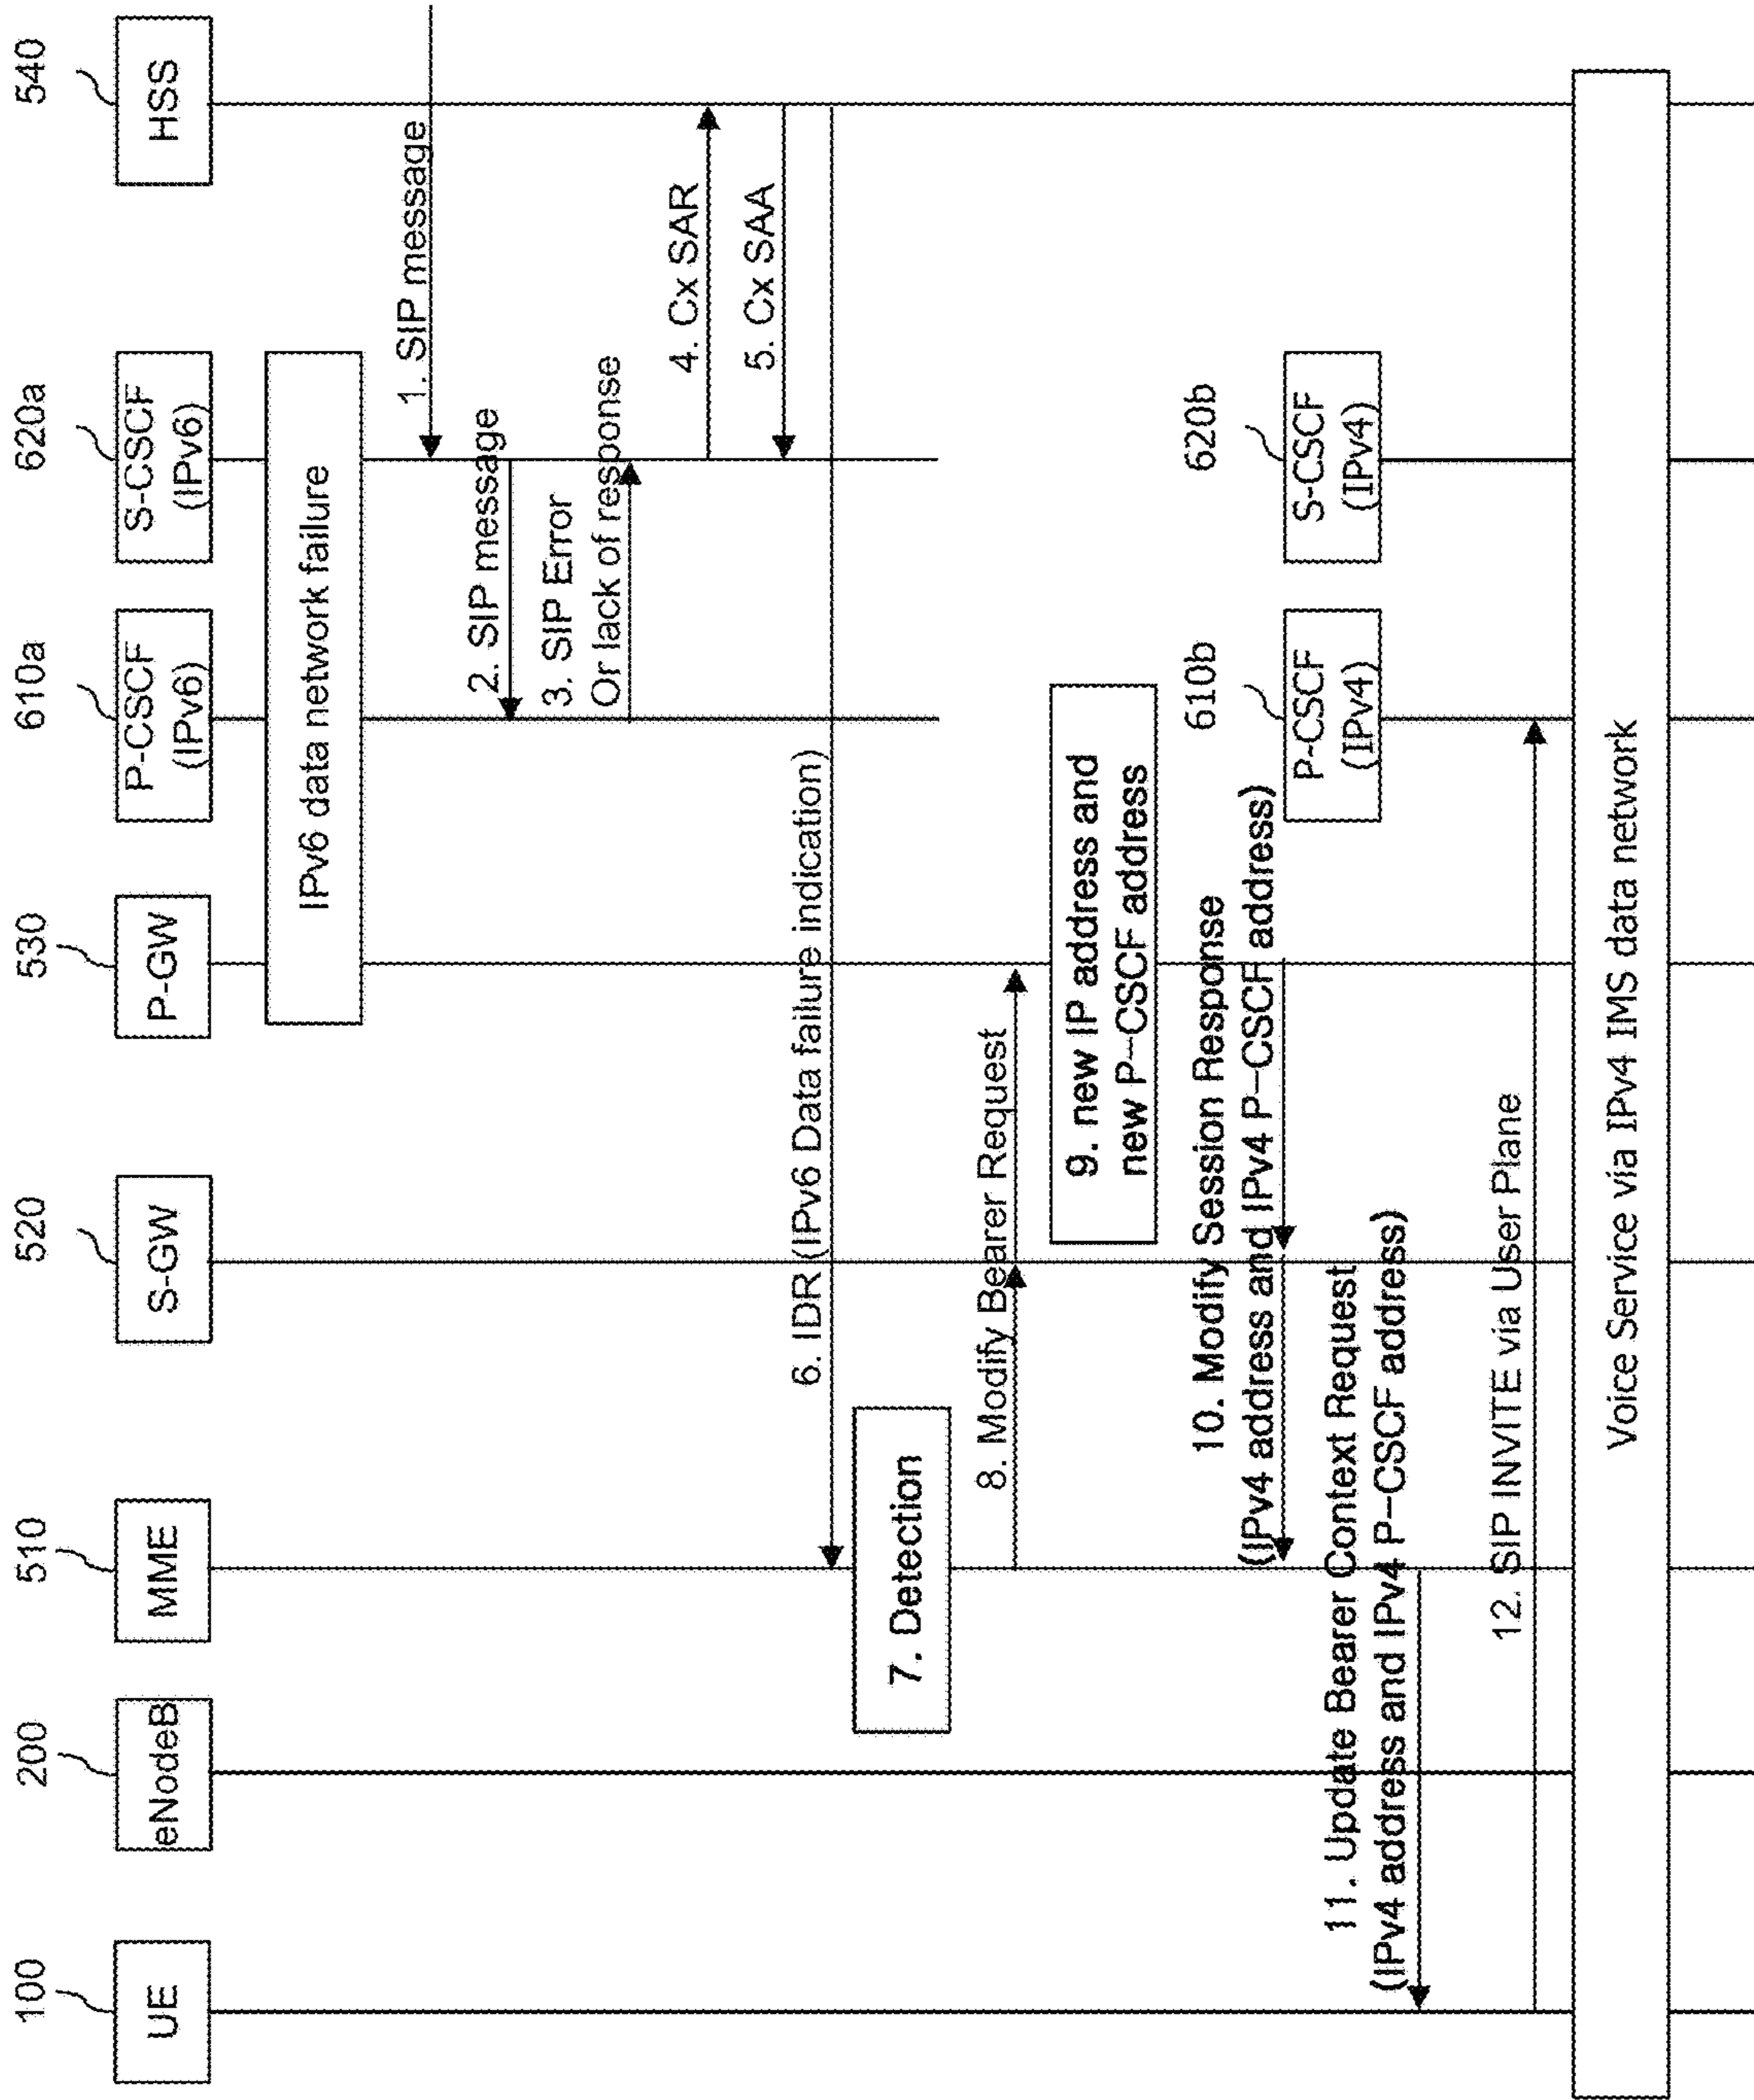 100
200
510
520
530
610a
620a
540
UE
eNodeB
MME
S-GW
P-GW
P-CSCF
(IPv6)
S-CSCF
(IPv6)
HSS
IPv6 data network failure
1. SIP message
2. SIP message
3. SIP Error
Or lack of response
4. Cx SAR
5. Cx SAA
6. IDR (IPv6 Data failure indication)
7. Detection
8. Modify Bearer Request
9. new IP address and
new P-CSCF address
10. Modify Session Response
(IPv4 address and IPv4 P-CSCF address)
610b
620b
P-CSCF
(IPv4)
S-CSCF
(IPv4)
11. Update Bearer Context Request
(IPv4 address and IPv4 P-CSCF address)
12. SIP INVITE via User Plane
Voice Service via IPv4 IMS data network